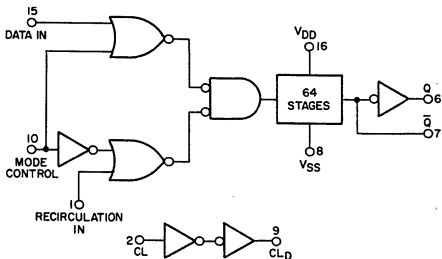 15
DATA IN
10
MODE
CONTROL
1
RECIRCULATION
IN
VDD
16
64
STAGES
8
VSS
Q
6
Q̅
7
2
CL
9
CLD